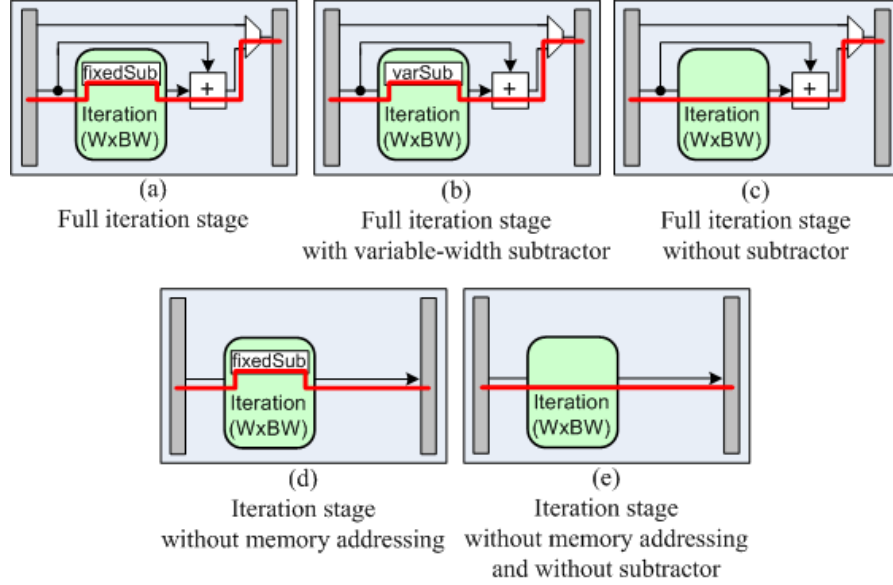 fixedSub
+
Iteration
(WxBW)
(a)
Full iteration stage
varSub
+
Iteration
(WxBW)
(b)
Full iteration stage
with variable-width subtractor
+
Iteration
(WxBW)
(c)
Full iteration stage
without subtractor
fixedSub
Iteration
(WxBW)
(d)
Iteration stage
without memory addressing
Iteration
(WxBW)
(e)
Iteration stage
without memory addressing
and without subtractor